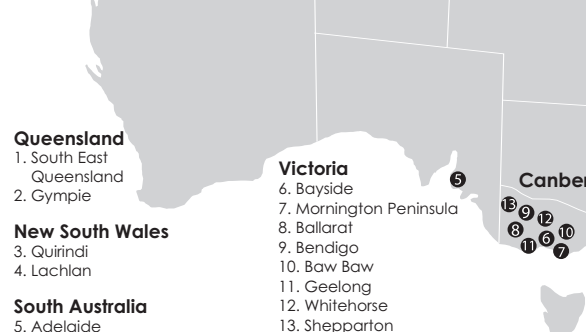 Queensland
1. South East
Queensland
2. Gympie
New South Wales
3. Quirindi
4. Lachlan
South Australia
5. Adelaide
Victoria
6. Bayside
7. Mornington Peninsula
8. Ballarat
9. Bendigo
10. Baw Baw
11. Geelong
12. Whitehorse
13. Shepparton
5
Canber
13
9
12
8
6
10
11
7